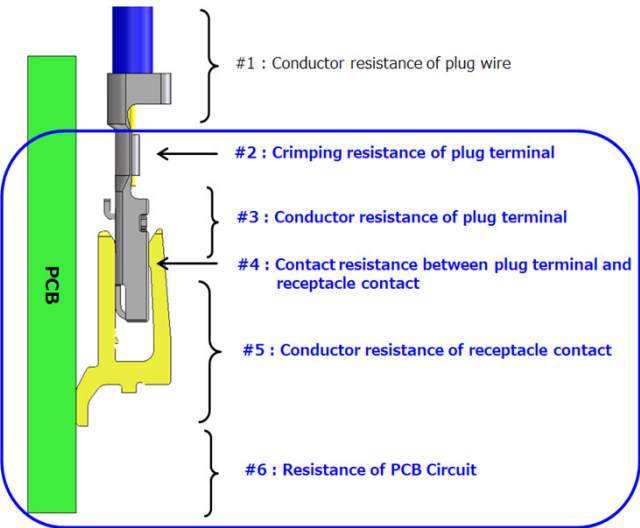 #1 : Conductor resistance of plug wire
#2 : Crimping resistance of plug terminal
#3 : Conductor resistance of plug terminal
#4 : Contact resistance between plug terminal and
receptacle contact
PCB
#5 : Conductor resistance of receptacle contact
#6 : Resistance of PCB Circuit